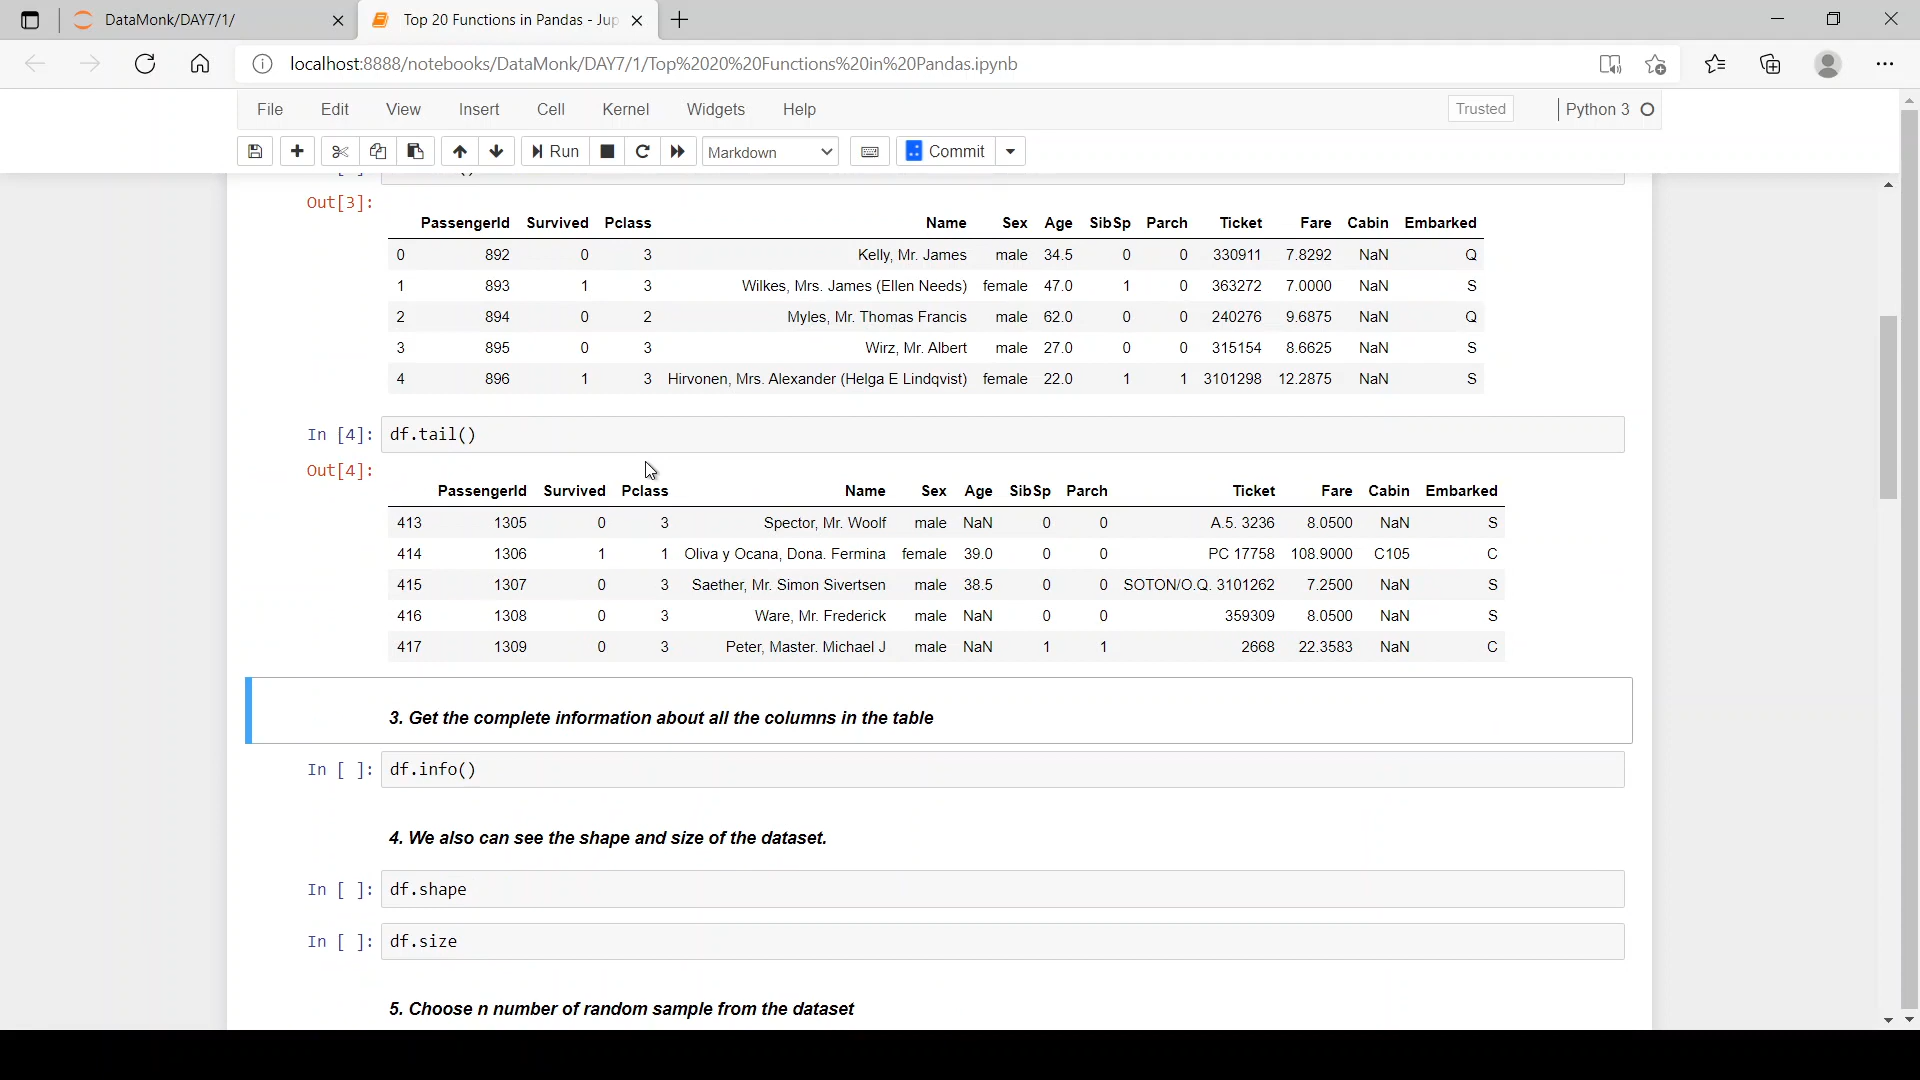 DataMonk/DAY7/1/
Top 20 Functions in Pandas - Jup
localhost:8888/notebooks/DataMonk/DAY7/1/Top%2020%20Functions%20in%20Pandas.ipynb
File Edit View Insert Cell Kernel Widgets Help Trusted Python 3
Run Markdown Commit
Out[3]:
PassengerId Survived Pclass Name Sex Age SibSp Parch Ticket Fare Cabin Embarked
0 892 0 3 Kelly, Mr. James male 34.5 0 0 330911 7.8292 NaN Q
1 893 1 3 Wilkes, Mrs. James (Ellen Needs) female 47.0 1 0 363272 7.0000 NaN S
2 894 0 2 Myles, Mr. Thomas Francis male 62.0 0 0 240276 9.6875 NaN Q
3 895 0 3 Wirz, Mr. Albert male 27.0 0 0 315154 8.6625 NaN S
4 896 1 3 Hirvonen, Mrs. Alexander (Helga E Lindqvist) female 22.0 1 1 3101298 12.2875 NaN S
In [4]: df.tail()
Out[4]:
PassengerId Survived Pclass Name Sex Age SibSp Parch Ticket Fare Cabin Embarked
413 1305 0 3 Spector, Mr. Woolf male NaN 0 0 A.5. 3236 8.0500 NaN S
414 1306 1 1 Oliva y Ocana, Dona. Fermina female 39.0 0 0 PC 17758 108.9000 C105 C
415 1307 0 3 Saether, Mr. Simon Sivertsen male 38.5 0 0 SOTON/O.Q. 3101262 7.2500 NaN S
416 1308 0 3 Ware, Mr. Frederick male NaN 0 0 359309 8.0500 NaN S
417 1309 0 3 Peter, Master. Michael J male NaN 1 1 2668 22.3583 NaN C
3. Get the complete information about all the columns in the table
In [ ]: df.info()
4. We also can see the shape and size of the dataset.
In [ ]: df.shape
In [ ]: df.size
5. Choose n number of random sample from the dataset